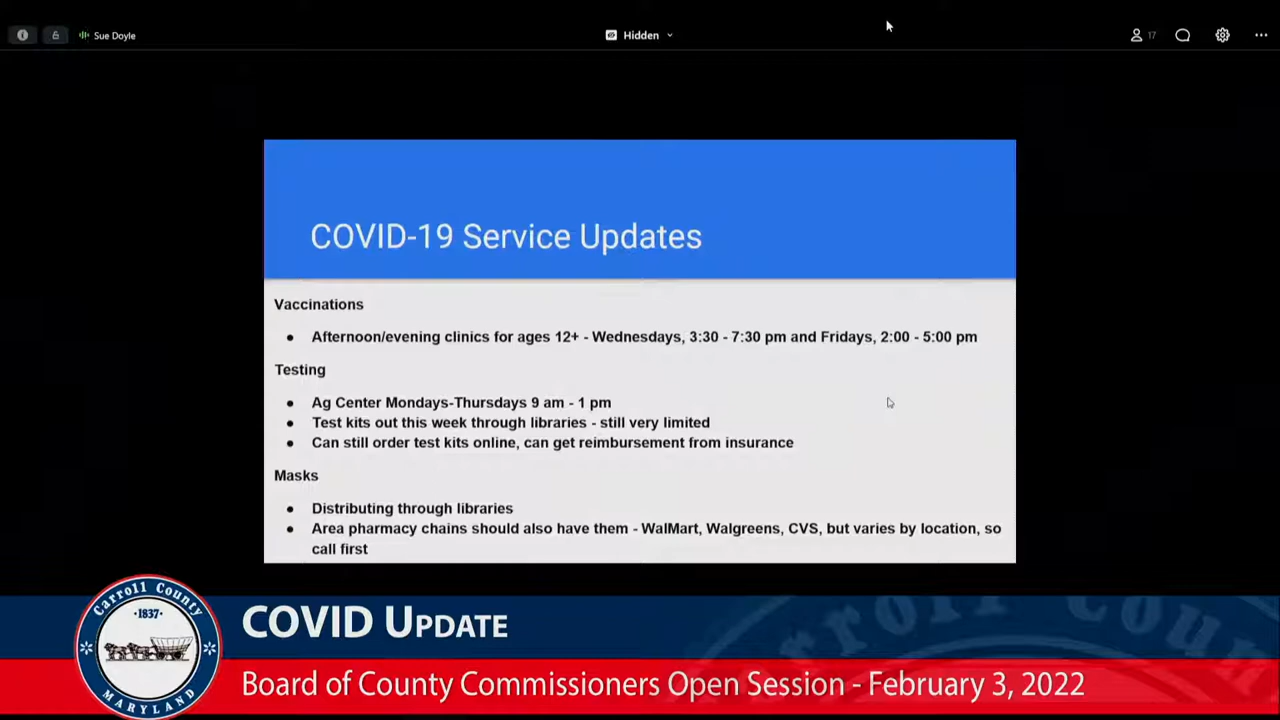 Sue Doyle
Hidden
17
COVID-19 Service Updates
Vaccinations
● Afternoon/evening clinics for ages 12+ - Wednesdays, 3:30 - 7:30 pm and Fridays, 2:00 - 5:00 pm
Testing
● Ag Center Mondays-Thursdays 9 am - 1 pm
● Test kits out this week through libraries - still very limited
● Can still order test kits online, can get reimbursement from insurance
Masks
● Distributing through libraries
● Area pharmacy chains should also have them - WalMart, Walgreens, CVS, but varies by location, so
call first
Carroll County
·1837·
MARYLAND
COVID UPDATE
Board of County Commissioners Open Session - February 3, 2022